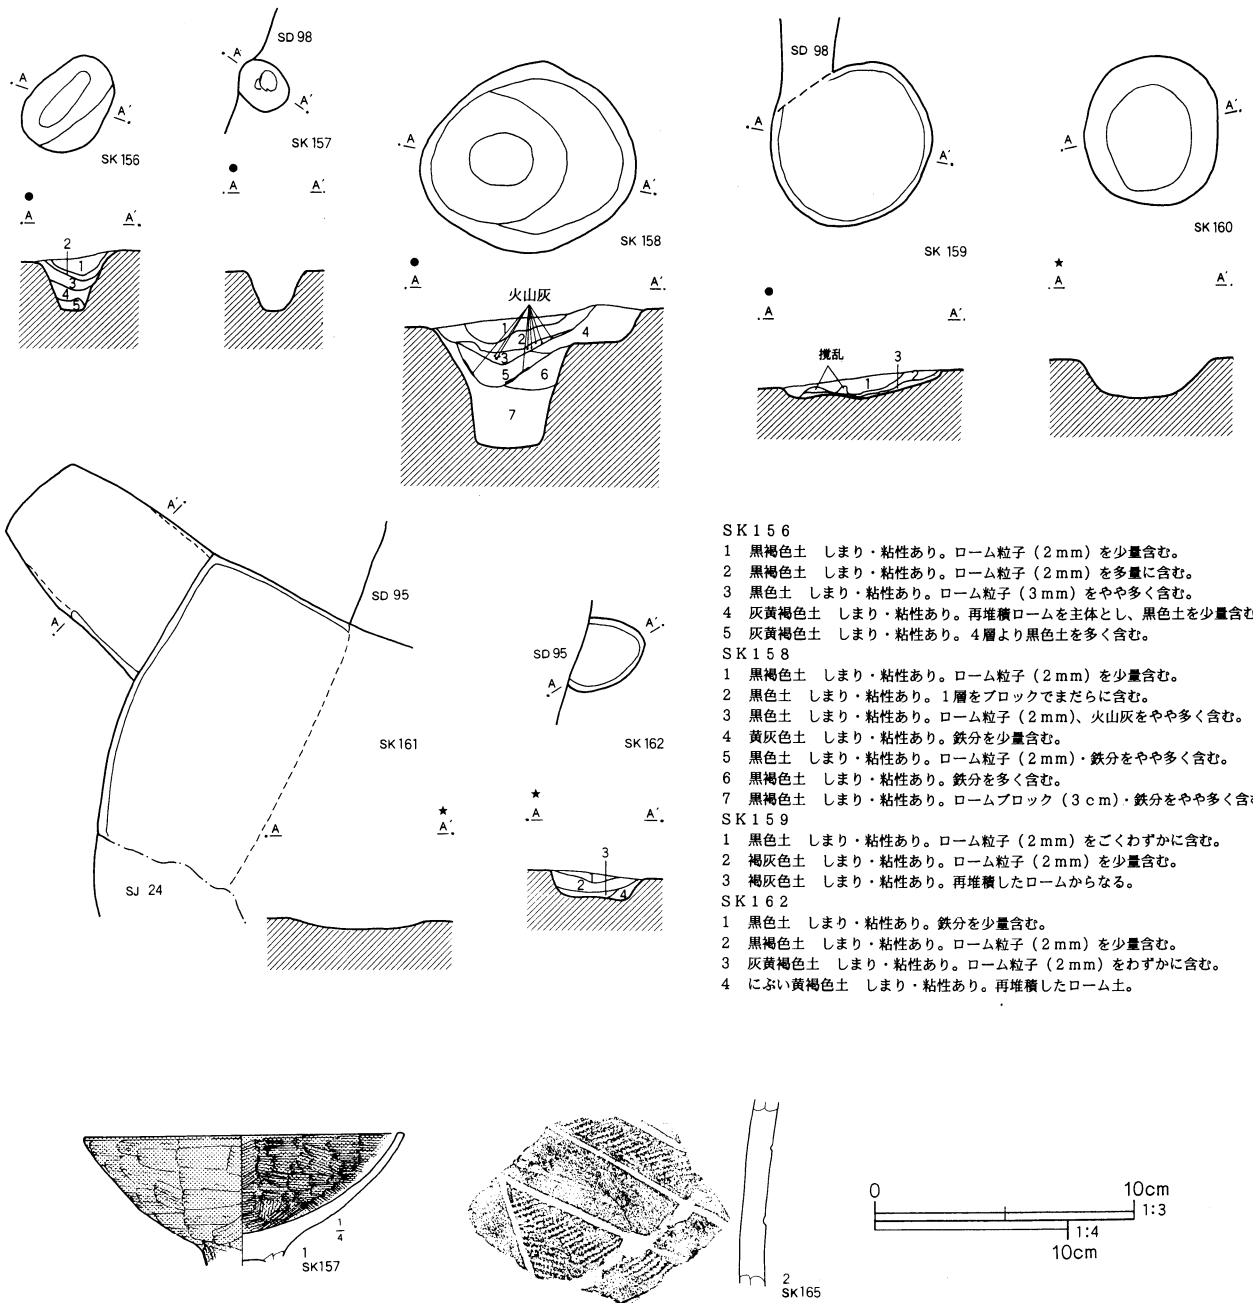 SD 98
A
A'
SK 156
A
A'
SK 157
A
A'
SK 158
SD 98
A
A'
SK 159
A
A'
SK 160
A
A'
2
1
3
4
5
A
A'
A
A'
火山灰
1
2
3
4
5
6
7
A
A'
攪乱
3
1
A
A'
A'
A
SD 95
SK 161
SJ 24
A
A'
SD 95
A'
A
SK 162
A
A'
3
1
2
4
SK156
1 黒褐色土 しまり・粘性あり。ローム粒子(2mm)を少量含む。
2 黒褐色土 しまり・粘性あり。ローム粒子(2mm)を多量に含む。
3 黒色土 しまり・粘性あり。ローム粒子(3mm)をやや多く含む。
4 灰黄褐色土 しまり・粘性あり。再堆積ロームを主体とし、黒色土を少量含む
5 灰黄褐色土 しまり・粘性あり。4層より黒色土を多く含む。
SK158
1 黒褐色土 しまり・粘性あり。ローム粒子(2mm)を少量含む。
2 黒色土 しまり・粘性あり。1層をブロックでまだらに含む。
3 黒色土 しまり・粘性あり。ローム粒子(2mm)、火山灰をやや多く含む。
4 黄灰色土 しまり・粘性あり。鉄分を少量含む。
5 黒色土 しまり・粘性あり。ローム粒子(2mm)・鉄分をやや多く含む。
6 黒褐色土 しまり・粘性あり。鉄分を多く含む。
7 黒褐色土 しまり・粘性あり。ロームブロック(3cm)・鉄分をやや多く含
SK159
1 黒色土 しまり・粘性あり。ローム粒子(2mm)をごくわずかに含む。
2 褐灰色土 しまり・粘性あり。ローム粒子(2mm)を少量含む。
3 褐灰色土 しまり・粘性あり。再堆積したロームからなる。
SK162
1 黒色土 しまり・粘性あり。鉄分を少量含む。
2 黒褐色土 しまり・粘性あり。ローム粒子(2mm)を少量含む。
3 灰黄褐色土 しまり・粘性あり。ローム粒子(2mm)をわずかに含む。
4 にぶい黄褐色土 しまり・粘性あり。再堆積したローム土。
1/4
1
SK157
2
SK165
0 10cm
1:3
1:4
10cm